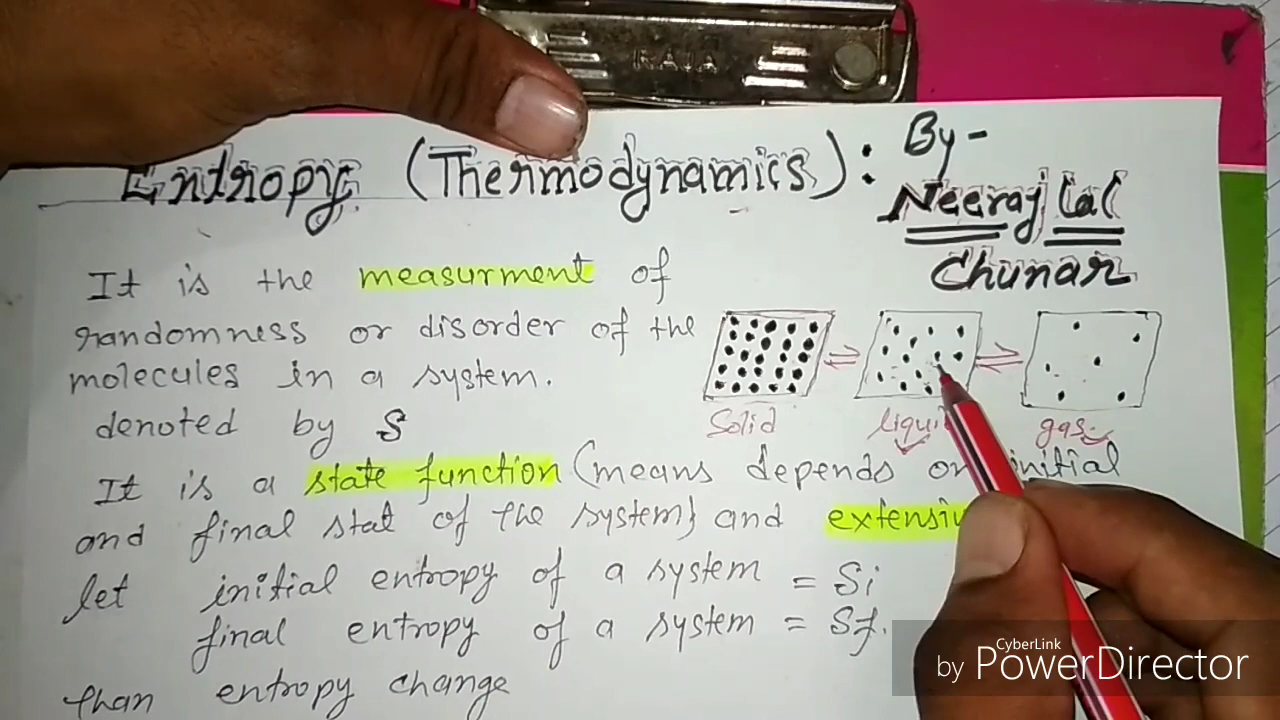 RAJA
Entropy (Thermodynamics) :
By -
Neeraj Lal
Chunar
It is the measurment of
randomness or disorder of the
molecules in a system.
denoted by S
Solid
liqui
gas
It is a state function (means depends on initial
and final stat of the system} and extensiv
let initial entropy of a system = Si
final entropy of a system = Sf.
than entropy change
CyberLink
by PowerDirector